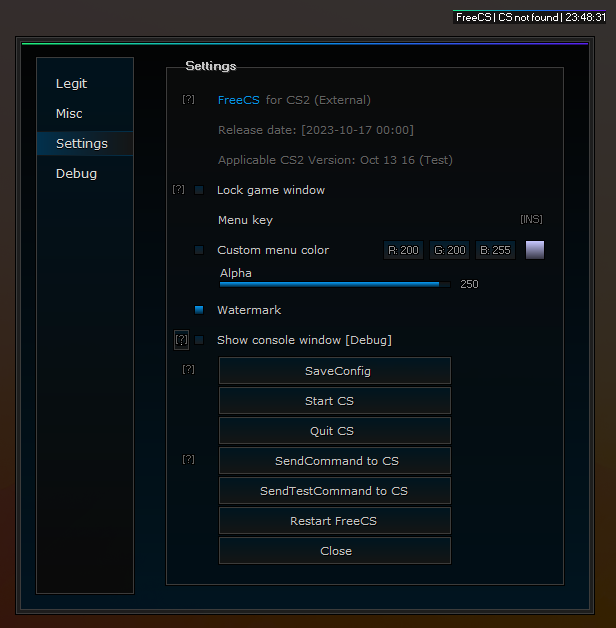 FreeCS | CS not found | 23:48:31
Legit
Misc
Settings
Debug
Settings
[?] FreeCS for CS2 (External)
Release date: [2023-10-17 00:00]
Applicable CS2 Version: Oct 13 16 (Test)
[?] Lock game window
Menu key [INS]
Custom menu color R: 200 G: 200 B: 255
Alpha
250
Watermark
[?] Show console window [Debug]
[?] SaveConfig
Start CS
Quit CS
[?] SendCommand to CS
SendTestCommand to CS
Restart FreeCS
Close